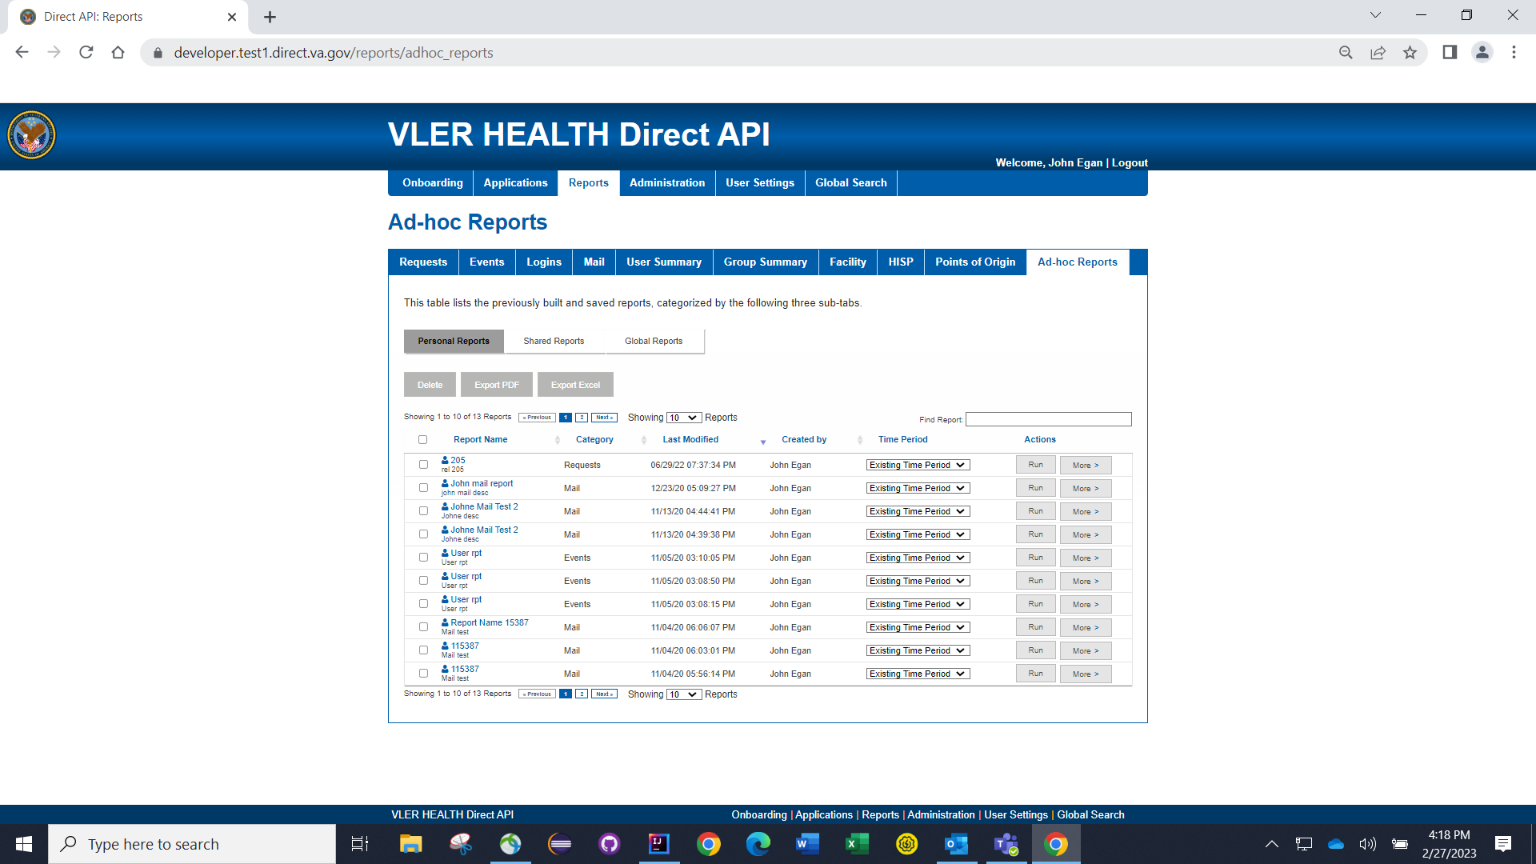 Direct API: Reports
developer.test1.direct.va.gov/reports/adhoc_reports
VLER HEALTH Direct API
Welcome, John Egan | Logout
Onboarding Applications Reports Administration User Settings Global Search
Ad-hoc Reports
Requests Events Logins Mail User Summary Group Summary Facility HISP Points of Origin Ad-hoc Reports
This table lists the previously built and saved reports, categorized by the following three sub-tabs.
Personal Reports Shared Reports Global Reports
Delete Export PDF Export Excel
Showing 1 to 10 of 13 Reports « Previous 1 2 Next » Showing 10 Reports Find Report:
Report Name Category Last Modified Created by Time Period Actions
205 Requests 06/29/22 07:37:34 PM John Egan Existing Time Period Run More >
rel 205
John mail report Mail 12/23/20 05:09:27 PM John Egan Existing Time Period Run More >
john mail desc
Johne Mail Test 2 Mail 11/13/20 04:44:41 PM John Egan Existing Time Period Run More >
Johne desc
Johne Mail Test 2 Mail 11/13/20 04:39:38 PM John Egan Existing Time Period Run More >
Johne desc
User rpt Events 11/05/20 03:10:05 PM John Egan Existing Time Period Run More >
User rpt
User rpt Events 11/05/20 03:08:50 PM John Egan Existing Time Period Run More >
User rpt
User rpt Events 11/05/20 03:08:15 PM John Egan Existing Time Period Run More >
User rpt
Report Name 15387 Mail 11/04/20 06:06:07 PM John Egan Existing Time Period Run More >
Mail test
115387 Mail 11/04/20 06:03:01 PM John Egan Existing Time Period Run More >
Mail test
115387 Mail 11/04/20 05:56:14 PM John Egan Existing Time Period Run More >
Mail test
Showing 1 to 10 of 13 Reports « Previous 1 2 Next » Showing 10 Reports
VLER HEALTH Direct API Onboarding | Applications | Reports | Administration | User Settings | Global Search
Type here to search
4:18 PM
2/27/2023